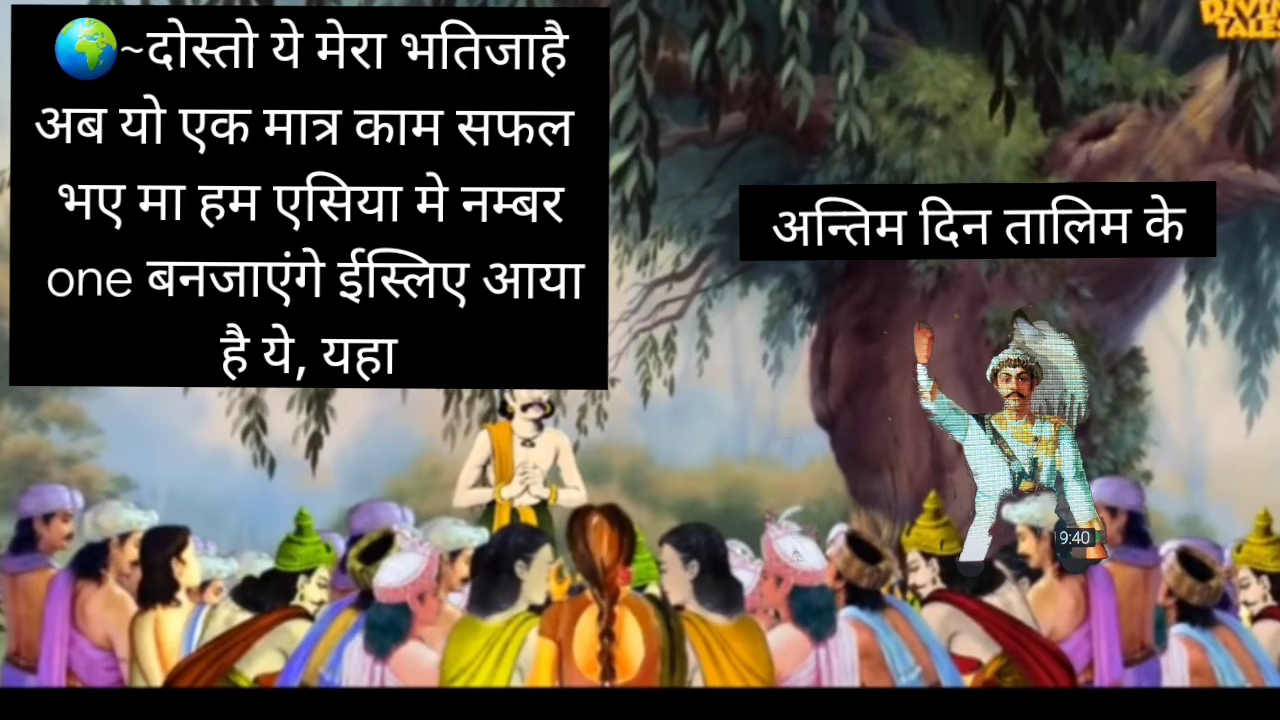 🌍~दोस्तो ये मेरा भतिजाहै
अब यो एक मात्र काम सफल
भए मा हम एसिया मे नम्बर
one बनजाएंगे ईस्लिए आया
है ये, यहा
अन्तिम दिन तालिम के
9:40